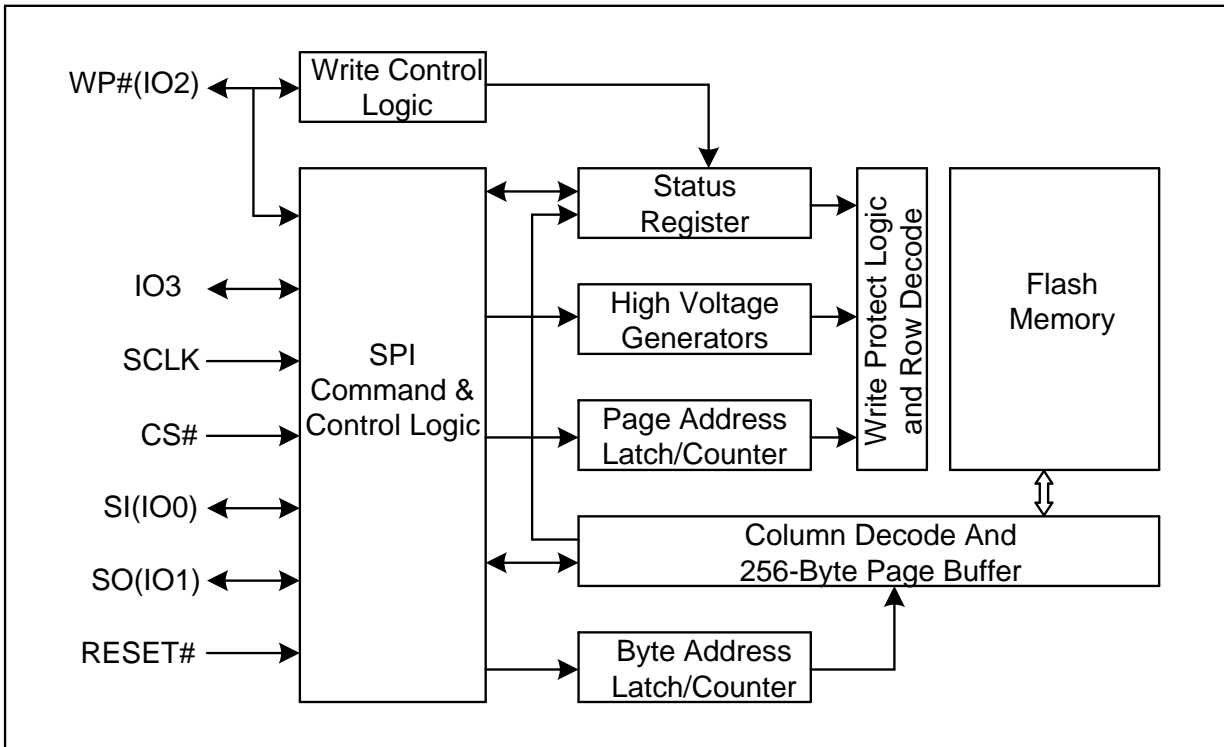 WP#(IO2)
Write Control
Logic
Status
Register
Write Protect Logic
and Row Decode
Flash
Memory
IO3
High Voltage
Generators
SCLK
SPI
Command &
Control Logic
CS#
Page Address
Latch/Counter
SI(IO0)
Column Decode And
256-Byte Page Buffer
SO(IO1)
RESET#
Byte Address
Latch/Counter